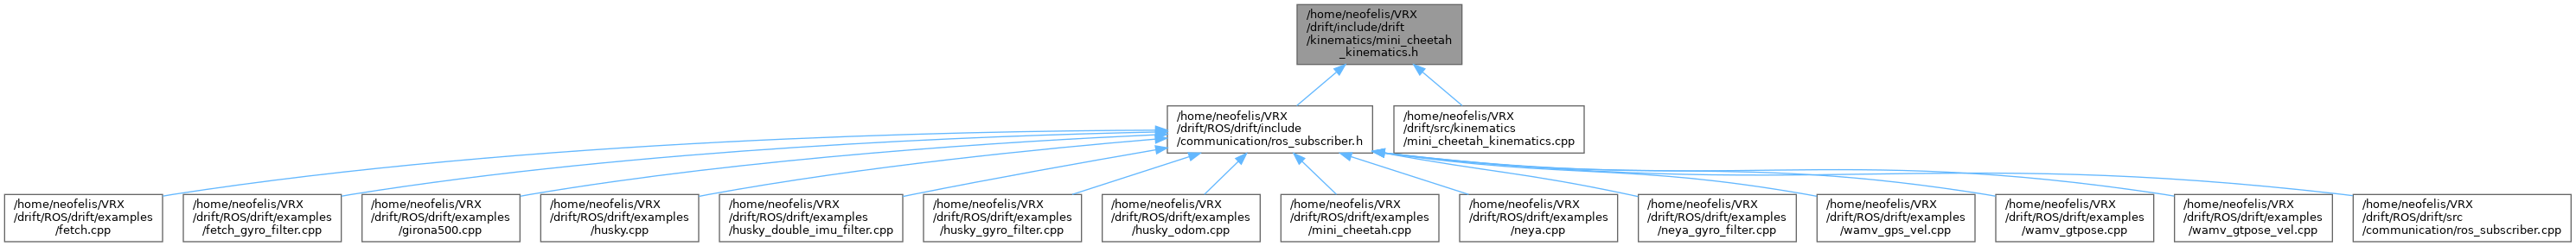 /home/neofelis/VRX
/drift/include/drift
/kinematics/mini_cheetah
_kinematics.h
/home/neofelis/VRX
/drift/ROS/drift/include
/communication/ros_subscriber.h
/home/neofelis/VRX
/drift/src/kinematics
/mini_cheetah_kinematics.cpp
/home/neofelis/VRX
/drift/ROS/drift/examples
/fetch.cpp
/home/neofelis/VRX
/drift/ROS/drift/examples
/fetch_gyro_filter.cpp
/home/neofelis/VRX
/drift/ROS/drift/examples
/girona500.cpp
/home/neofelis/VRX
/drift/ROS/drift/examples
/husky.cpp
/home/neofelis/VRX
/drift/ROS/drift/examples
/husky_double_imu_filter.cpp
/home/neofelis/VRX
/drift/ROS/drift/examples
/husky_gyro_filter.cpp
/home/neofelis/VRX
/drift/ROS/drift/examples
/husky_odom.cpp
/home/neofelis/VRX
/drift/ROS/drift/examples
/mini_cheetah.cpp
/home/neofelis/VRX
/drift/ROS/drift/examples
/neya.cpp
/home/neofelis/VRX
/drift/ROS/drift/examples
/neya_gyro_filter.cpp
/home/neofelis/VRX
/drift/ROS/drift/examples
/wamv_gps_vel.cpp
/home/neofelis/VRX
/drift/ROS/drift/examples
/wamv_gtpose.cpp
/home/neofelis/VRX
/drift/ROS/drift/examples
/wamv_gtpose_vel.cpp
/home/neofelis/VRX
/drift/ROS/drift/src
/communication/ros_subscriber.cpp